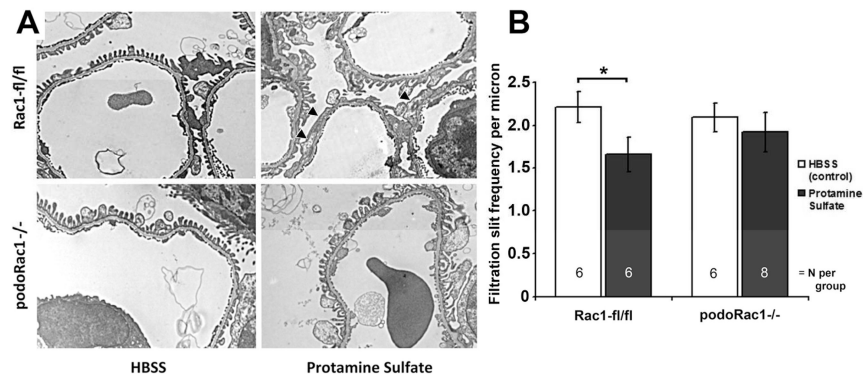 A
B
Rac1-fl/fl
podoRac1-/-
HBSS
Protamine Sulfate
Filtration slit frequency per micron
2.5
2.0
1.5
1.0
0.5
0
*
6
6
6
8
Rac1-fl/fl
podoRac1-/-
HBSS
(control)
Protamine
Sulfate
= N per
group